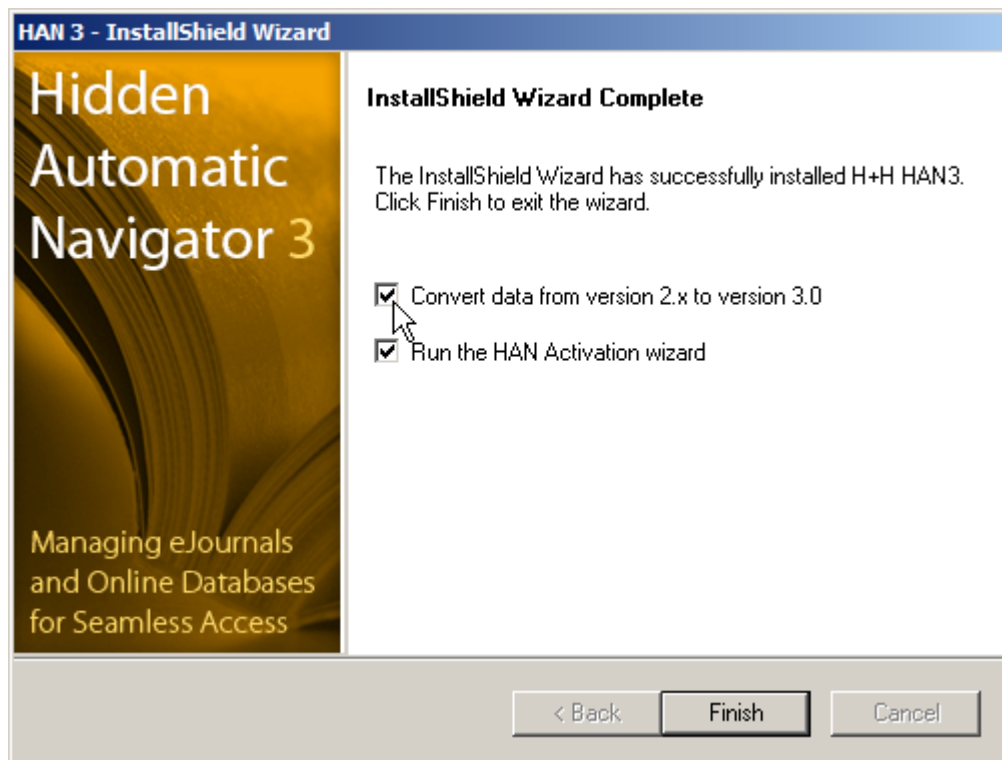 HAN 3 - InstallShield Wizard
Hidden
Automatic
Navigator 3
Managing eJournals
and Online Databases
for Seamless Access
InstallShield Wizard Complete
The InstallShield Wizard has successfully installed H+H HAN3.
Click Finish to exit the wizard.
Convert data from version 2.x to version 3.0
Run the HAN Activation wizard
< Back
Finish
Cancel